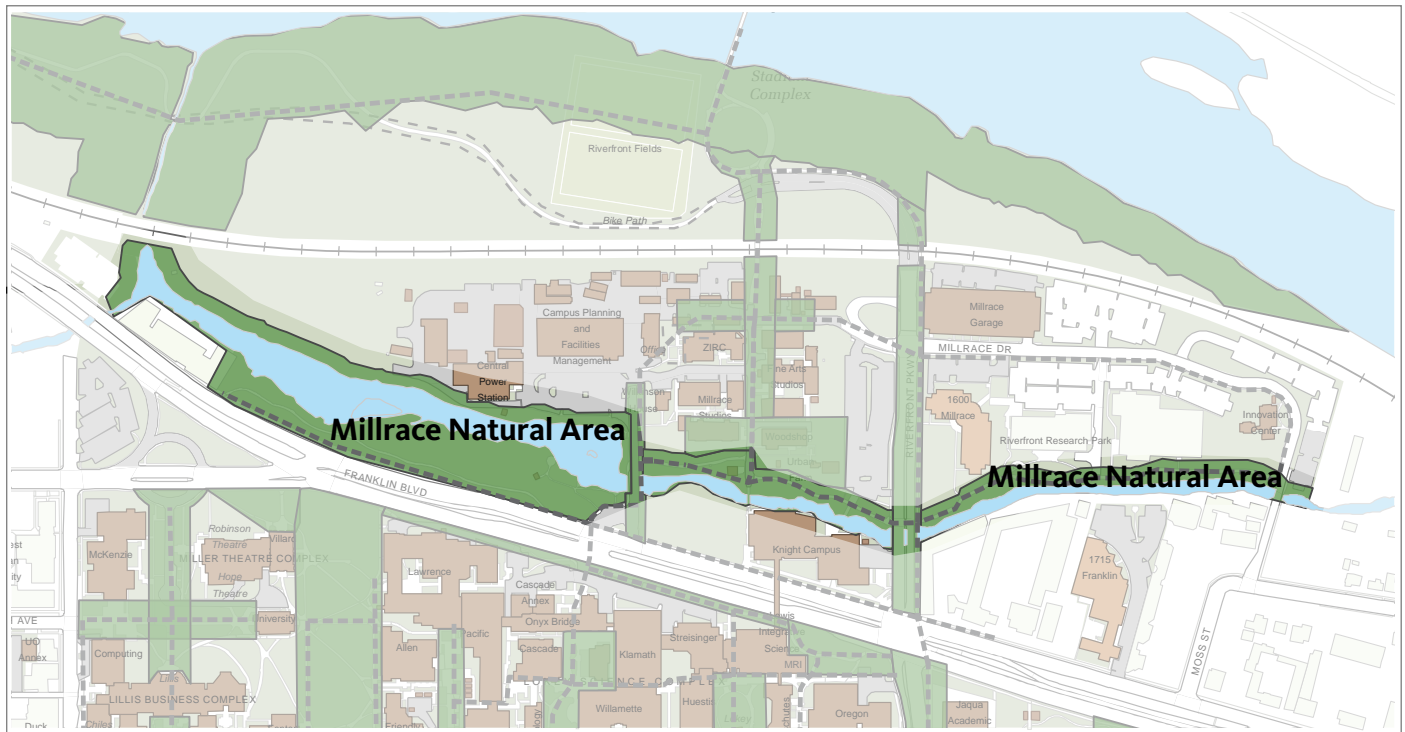 Stadium
Complex
Riverfront Fields
Bike Path
Millrace
Garage
Campus Planning
and
Facilities
Management
Office
ZIRC
MILLRACE DR
Central
Power
Station
Fine Arts
Studios
RIVERFRONT PKWY
Millrace
Studios
1600
Millrace
Innovation
Center
Millrace Natural Area
Woodshop
Riverfront Research Park
Urban
Millrace Natural Area
FRANKLIN BLVD
Robinson
Theatre
Villard
McKenzie
MILLER THEATRE COMPLEX
Hope
Theatre
Knight Campus
1715
Franklin
Lawrence
Cascade
Annex
Onyx Bridge
University
AVE
UO
Annex
Computing
Allen
Pacific
Cascade
Klamath
Streisinger
Lewis
Integrative
Science
MRI
MOSS ST
Lillis
LILLIS BUSINESS COMPLEX
SCIENCE COMPLEX
Willamette
Huestis
Oregon
Jaqua
Academic
Chiles
Duck